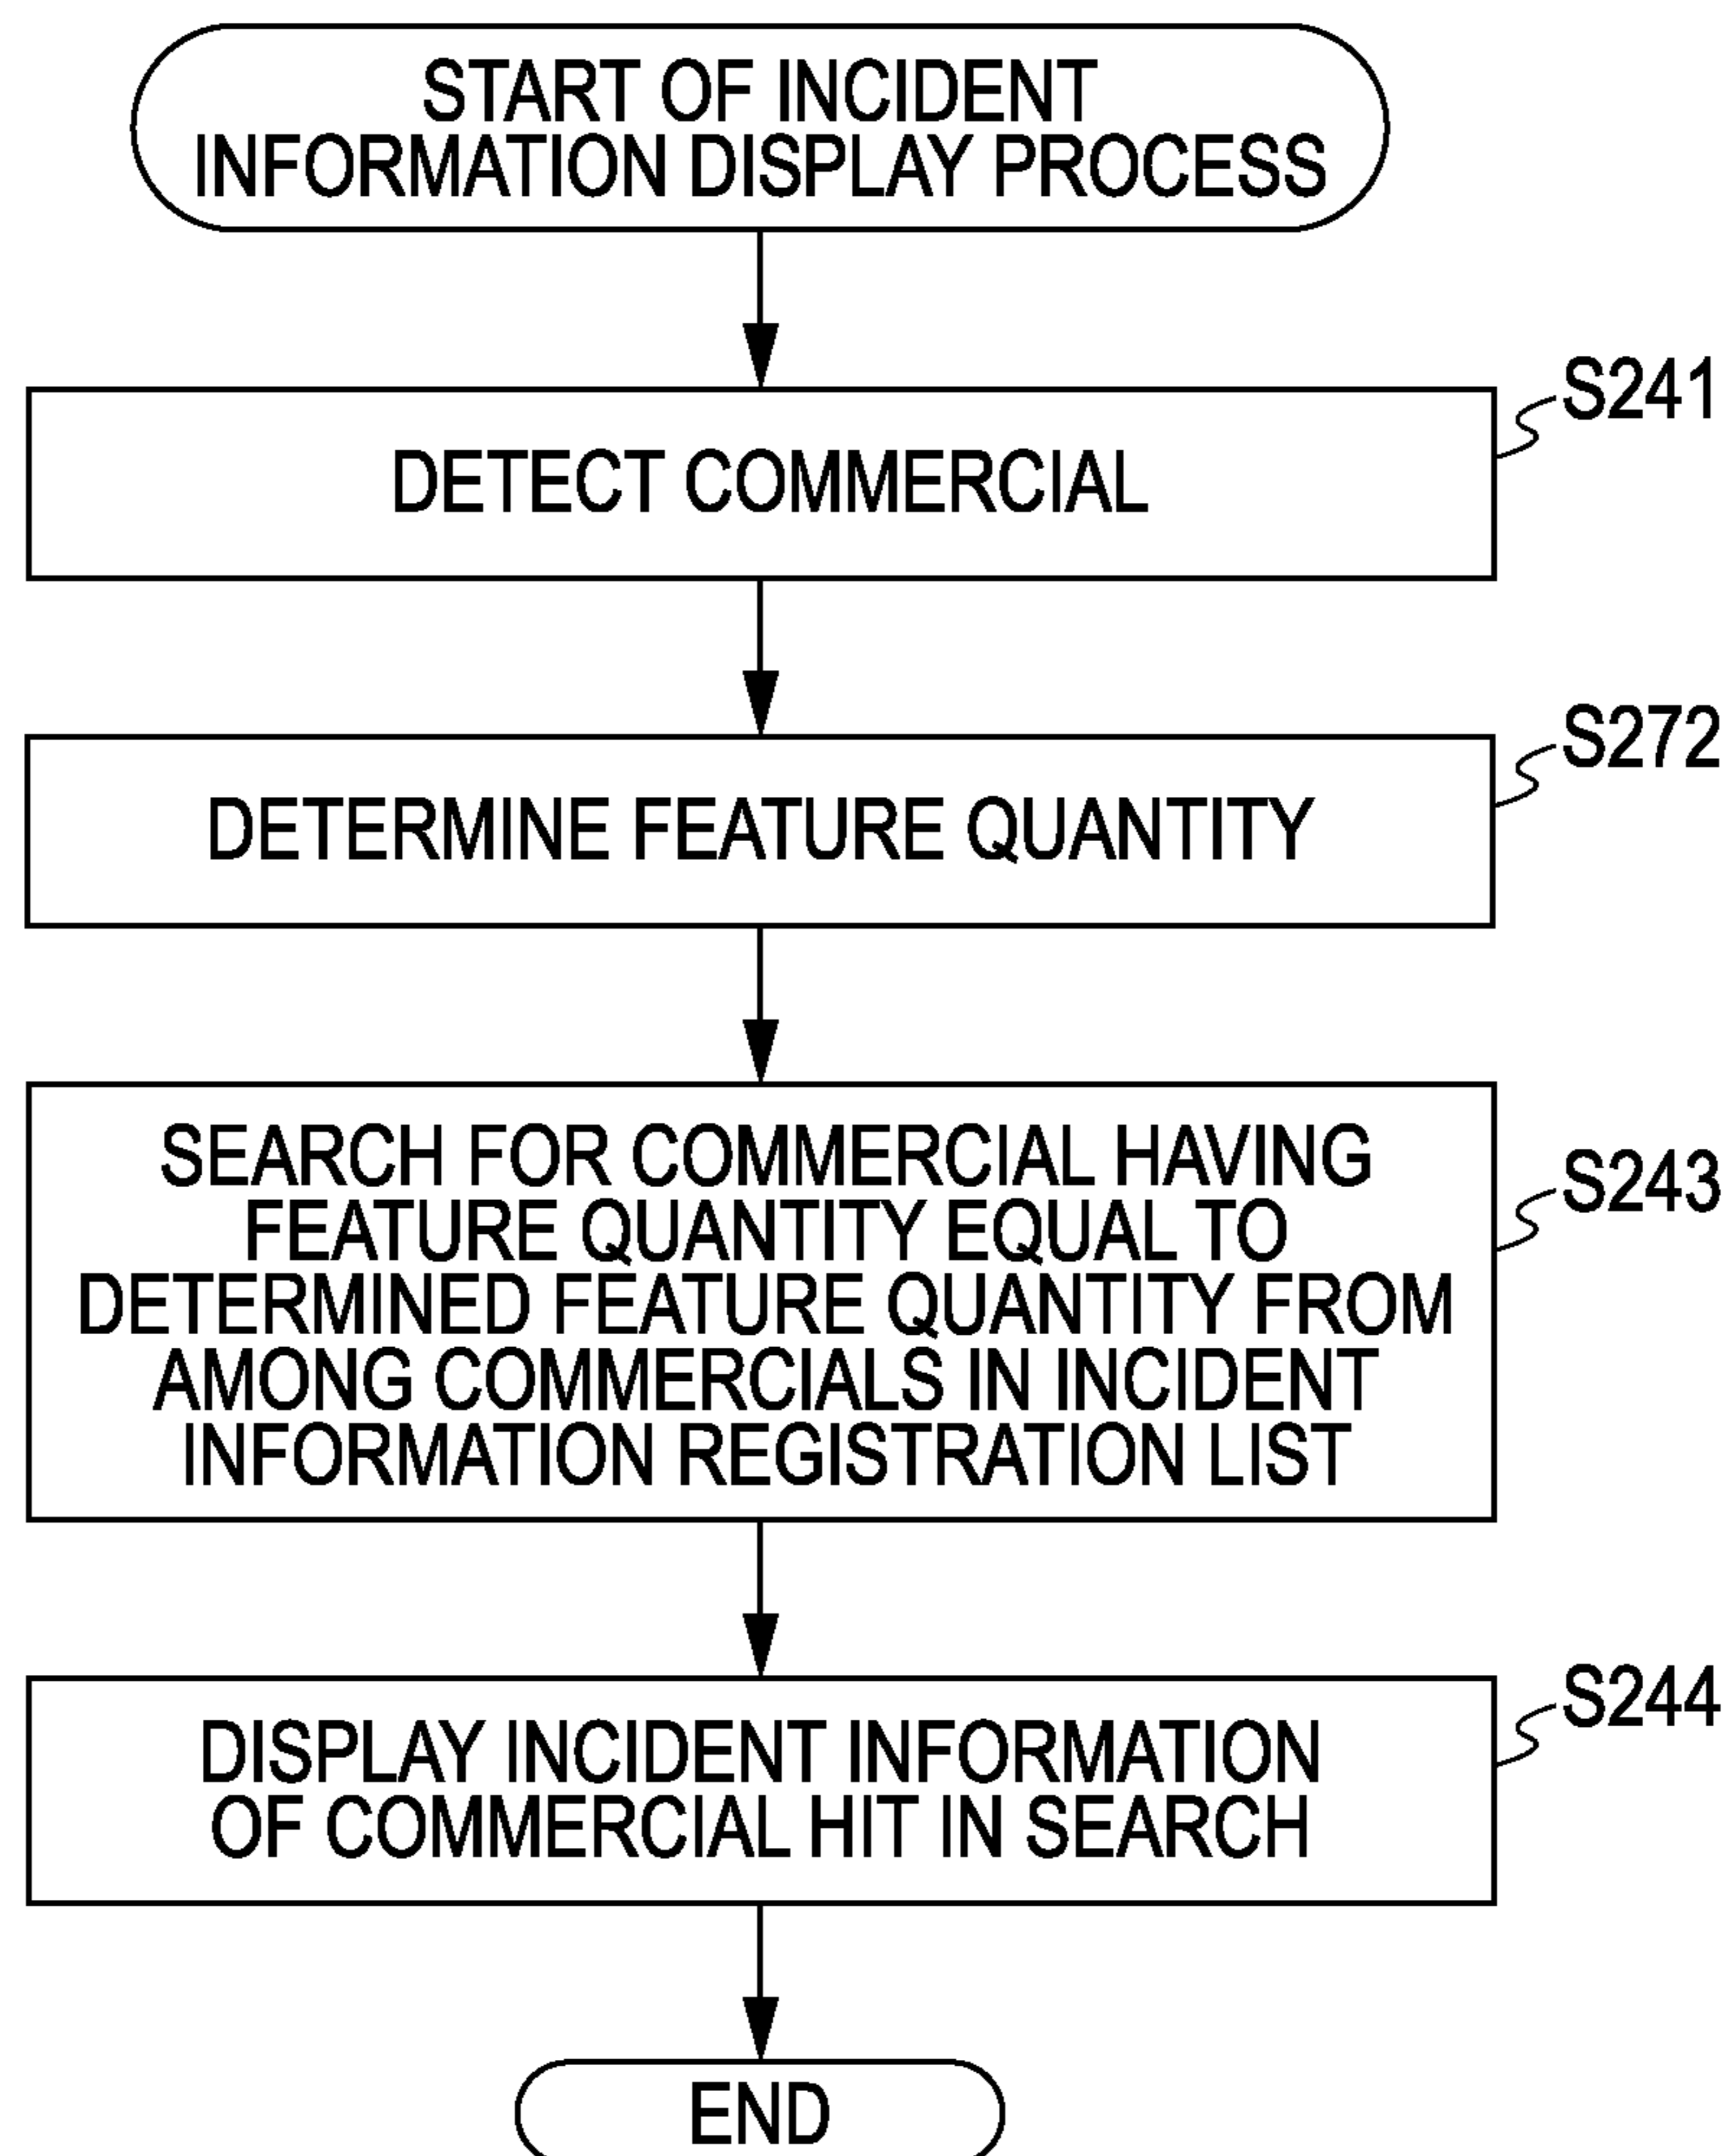 START OF INCIDENT
INFORMATION DISPLAY PROCESS
S241
DETECT COMMERCIAL
S272
DETERMINE FEATURE QUANTITY
S243
SEARCH FOR COMMERCIAL HAVING
FEATURE QUANTITY EQUAL TO
DETERMINED FEATURE QUANTITY FROM
AMONG COMMERCIALS IN INCIDENT
INFORMATION REGISTRATION LIST
S244
DISPLAY INCIDENT INFORMATION
OF COMMERCIAL HIT IN SEARCH
END